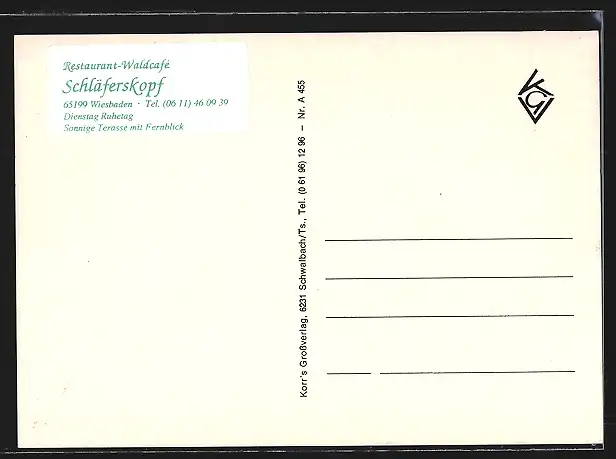 Restaurant-Waldcafé
Schläferskopf
65199 Wiesbaden · Tel. (06 11) 46 09 39
Dienstag Ruhetag
Sonnige Terasse mit Fernblick
Korr's Großverlag, 6231 Schwalbach/Ts., Tel. (0 61 96) 12 96 – Nr. A 455